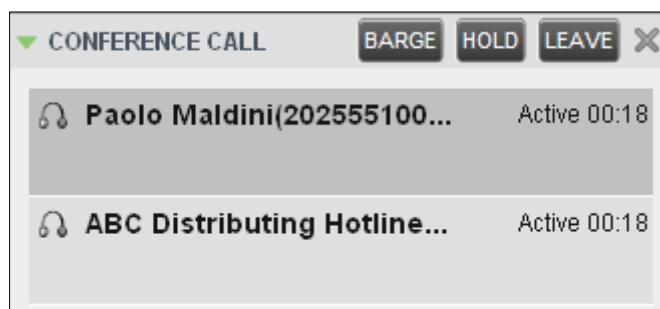 CONFERENCE CALL BARGE HOLD LEAVE
Paolo Maldini(202555100... Active 00:18
ABC Distributing Hotline... Active 00:18